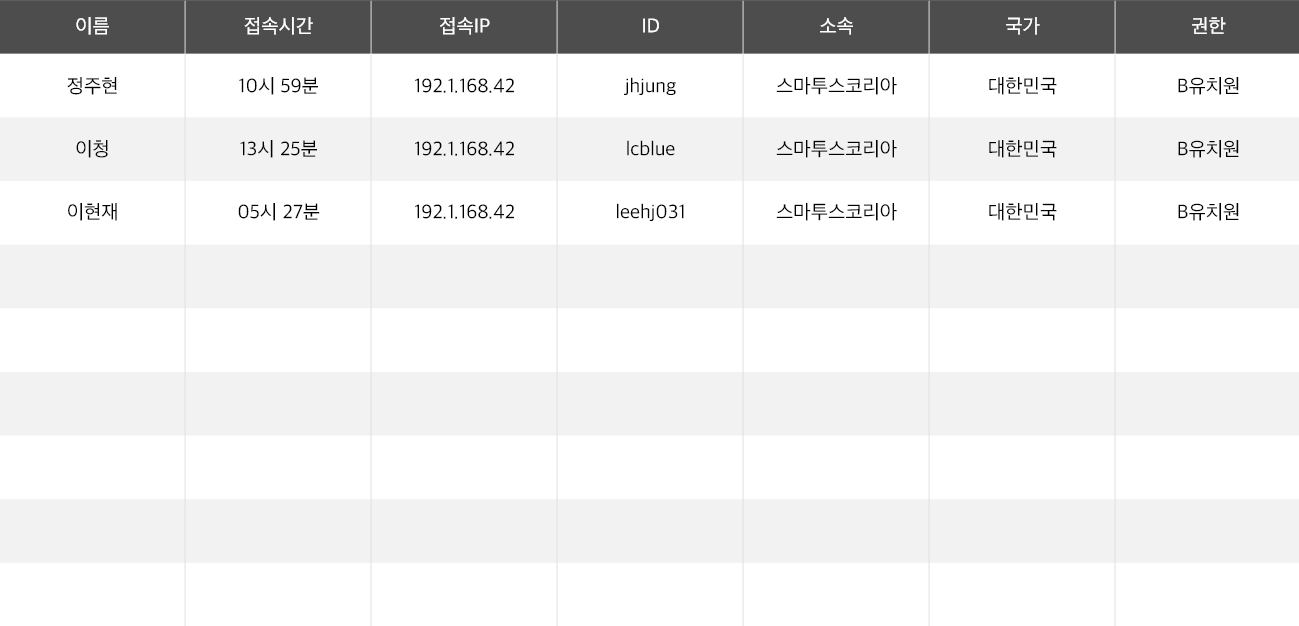 이름 접속시간 접속IP ID 소속 국가 권한
정주현 10시 59분 192.1.168.42 jhjung 스마투스코리아 대한민국 B유치원
이청 13시 25분 192.1.168.42 lcblue 스마투스코리아 대한민국 B유치원
이현재 05시 27분 192.1.168.42 leehj031 스마투스코리아 대한민국 B유치원